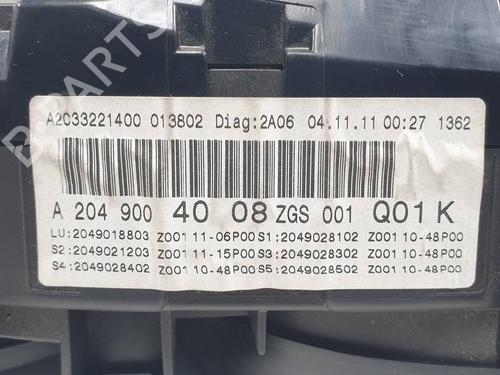 B PARTS
A2C33221400 013802 Diag:2A06 04.11.11 00:27 1362
A 204 900 40 08 ZGS 001 Q01 K
LU:2049018803 Z001 11-06P00 S1:2049028102 Z001 10-48P00
S2:2049021203 Z001 11-15P00 S3:2049028302 Z001 10-48P00
S4:2049028402 Z001 10-48P00 S5:2049028502 Z001 10-48P00